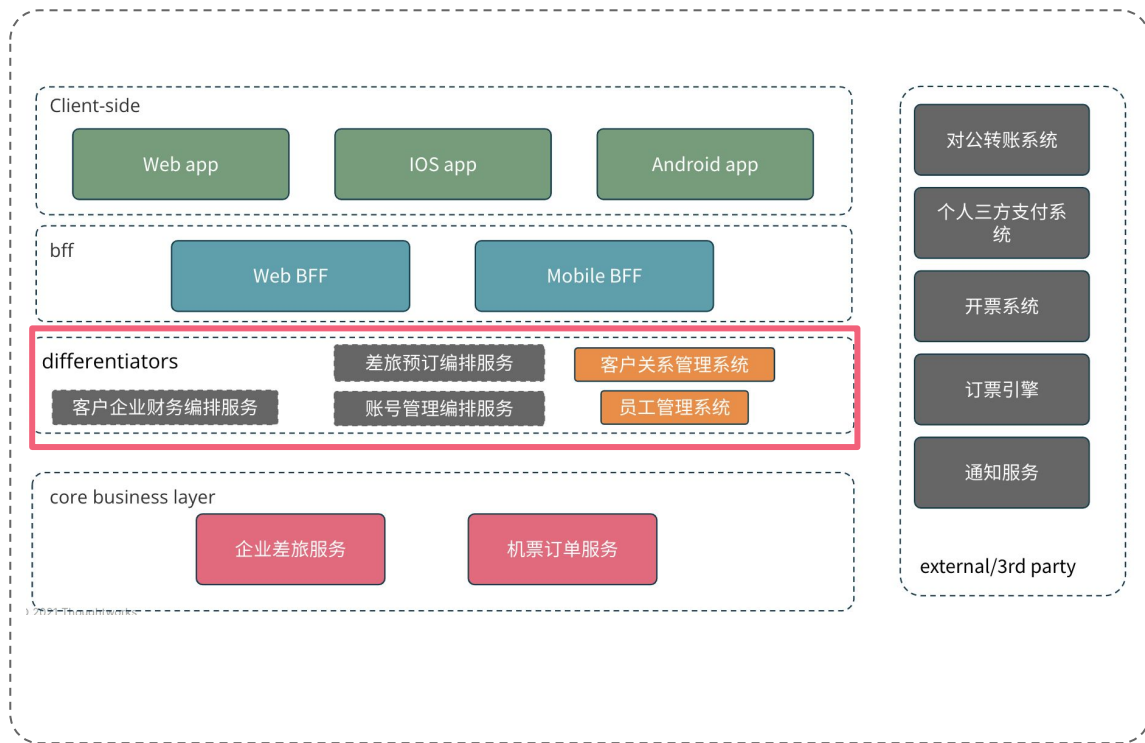 Client-side
Web app
IOS app
Android app
bff
Web BFF
Mobile BFF
differentiators
差旅预订编排服务
客户关系管理系统
客户企业财务编排服务
账号管理编排服务
员工管理系统
core business layer
企业差旅服务
机票订单服务
2021 Thoughtworks
对公转账系统
个人三方支付系
统
开票系统
订票引擎
通知服务
external/3rd party